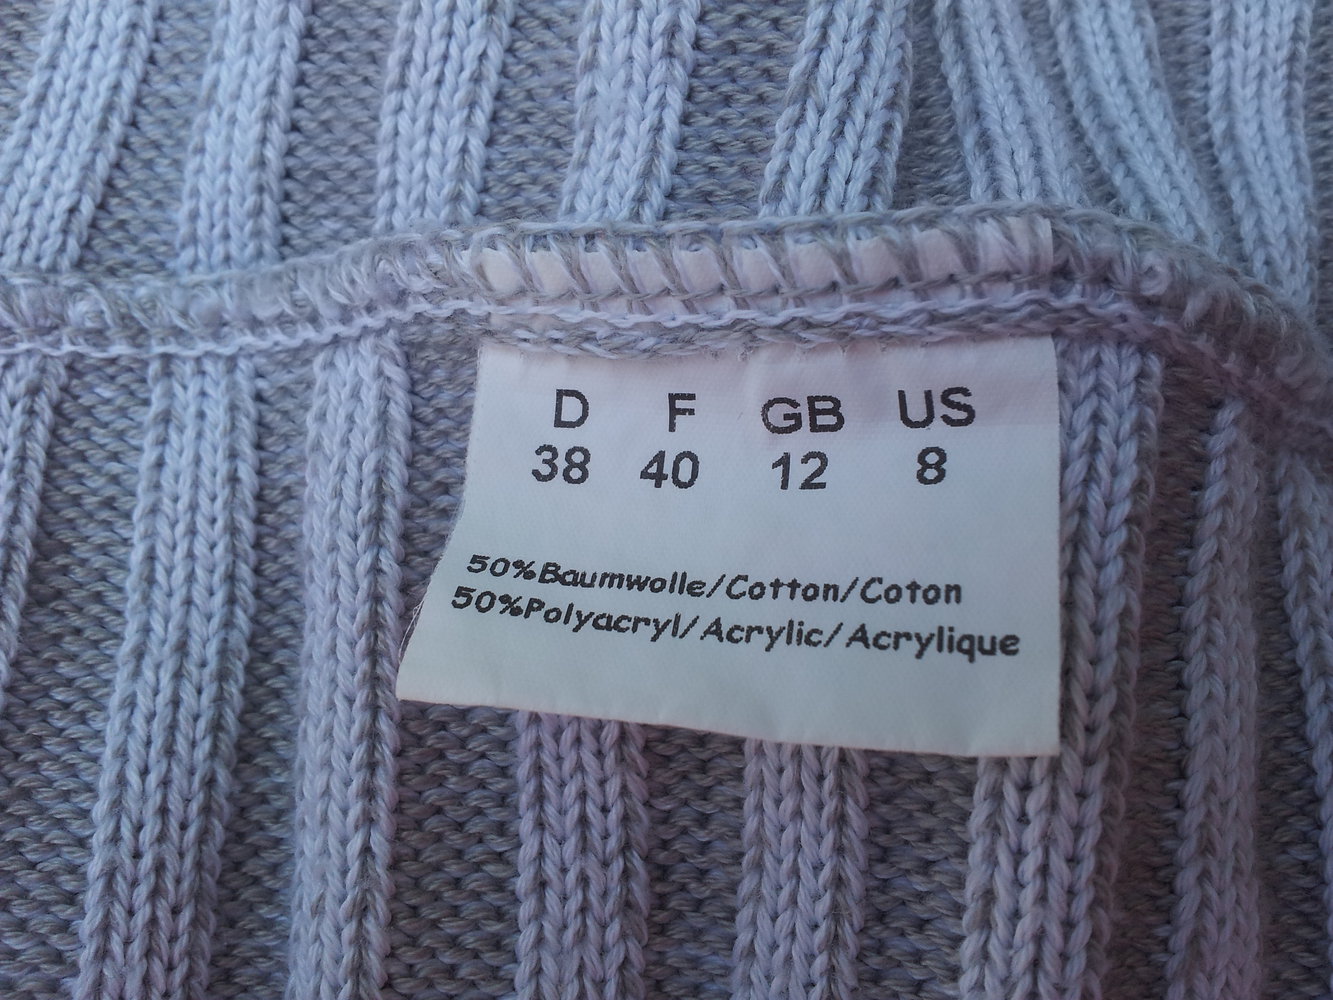 D F GB US
38 40 12 8
50%Baumwolle/Cotton/Coton
50%Polyacryl/Acrylic/Acrylique